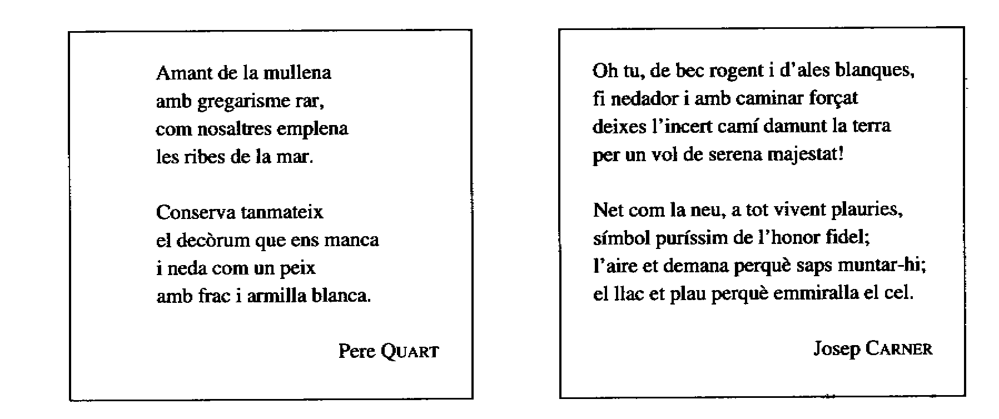 Amant de la mullena
amb gregarisme rar,
com nosaltres emplena
les ribes de la mar.
Conserva tanmateix
el decòrum que ens manca
i neda com un peix
amb frac i armilla blanca.
Pere QUART
Oh tu, de bec rogent i d'ales blanques,
fi nedador i amb caminar forçat
deixes l'incert camí damunt la terra
per un vol de serena majestat!
Net com la neu, a tot vivent plauries,
símbol puríssim de l'honor fidel;
l'aire et demana perquè saps muntar-hi;
el llac et plau perquè emmiralla el cel.
Josep CARNER